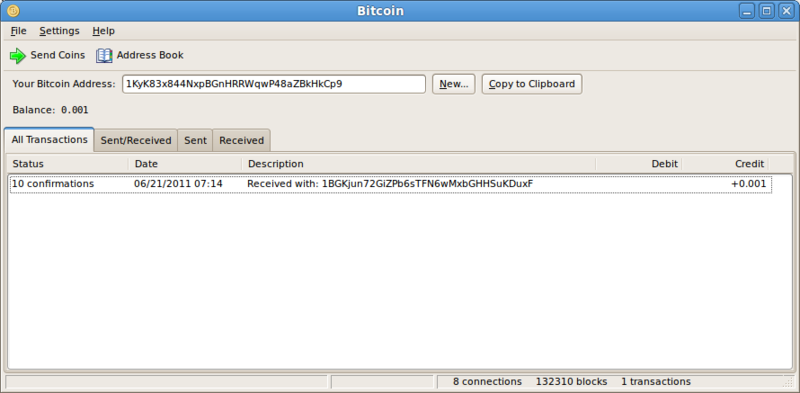 Bitcoin
File Settings Help
Send Coins Address Book
Your Bitcoin Address: 1KyK83x844NxpBGnHRRWqwP48aZBkHkCp9 New... Copy to Clipboard
Balance: 0.001
All Transactions Sent/Received Sent Received
Status Date Description Debit Credit
10 confirmations 06/21/2011 07:14 Received with: 1BGKjun72GiZPb6sTFN6wMxbGHHSuKDuxF +0.001
8 connections 132310 blocks 1 transactions